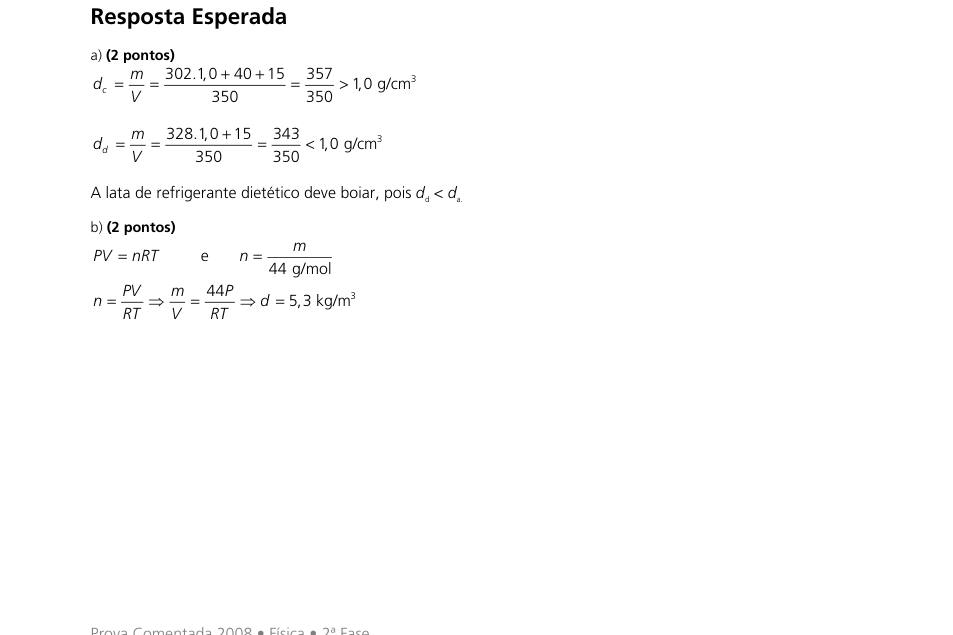 Resposta Esperada
a) (2 pontos)
d_c = m/V = (302.1,0 + 40 + 15)/350 = 357/350 > 1,0 g/cm³
d_d = m/V = (328.1,0 + 15)/350 = 343/350 < 1,0 g/cm³
A lata de refrigerante dietético deve boiar, pois d_d < d_a.
b) (2 pontos)
PV = nRT e n = m/(44 g/mol)
n = PV/RT ⇒ m/V = 44P/RT ⇒ d = 5,3 kg/m³
Prova Comentada 2008 • Física • 2ª Fase